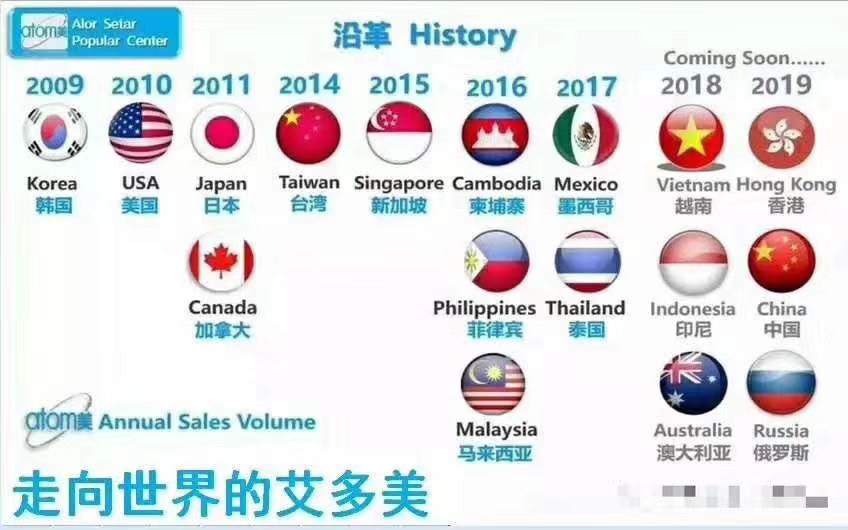 atom美
Alor Setar
Popular Center
沿革 History
Coming Soon......
2009 2010 2011 2014 2015 2016 2017 2018 2019
Korea USA Japan Taiwan Singapore Cambodia Mexico Vietnam Hong Kong
韩国 美国 日本 台湾 新加坡 柬埔寨 墨西哥 越南 香港
Canada Philippines Thailand Indonesia China
加拿大 菲律宾 泰国 印尼 中国
Malaysia Australia Russia
马来西亚 澳大利亚 俄罗斯
atom美 Annual Sales Volume
走向世界的艾多美